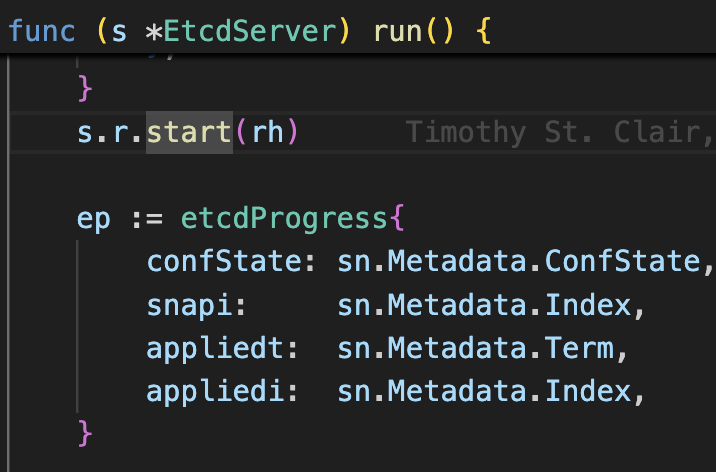 func (s *EtcdServer) run() {
}
s.r.start(rh) Timothy St. Clair,
ep := etcdProgress{
confState: sn.Metadata.ConfState,
snapi: sn.Metadata.Index,
appliedt: sn.Metadata.Term,
appliedi: sn.Metadata.Index,
}